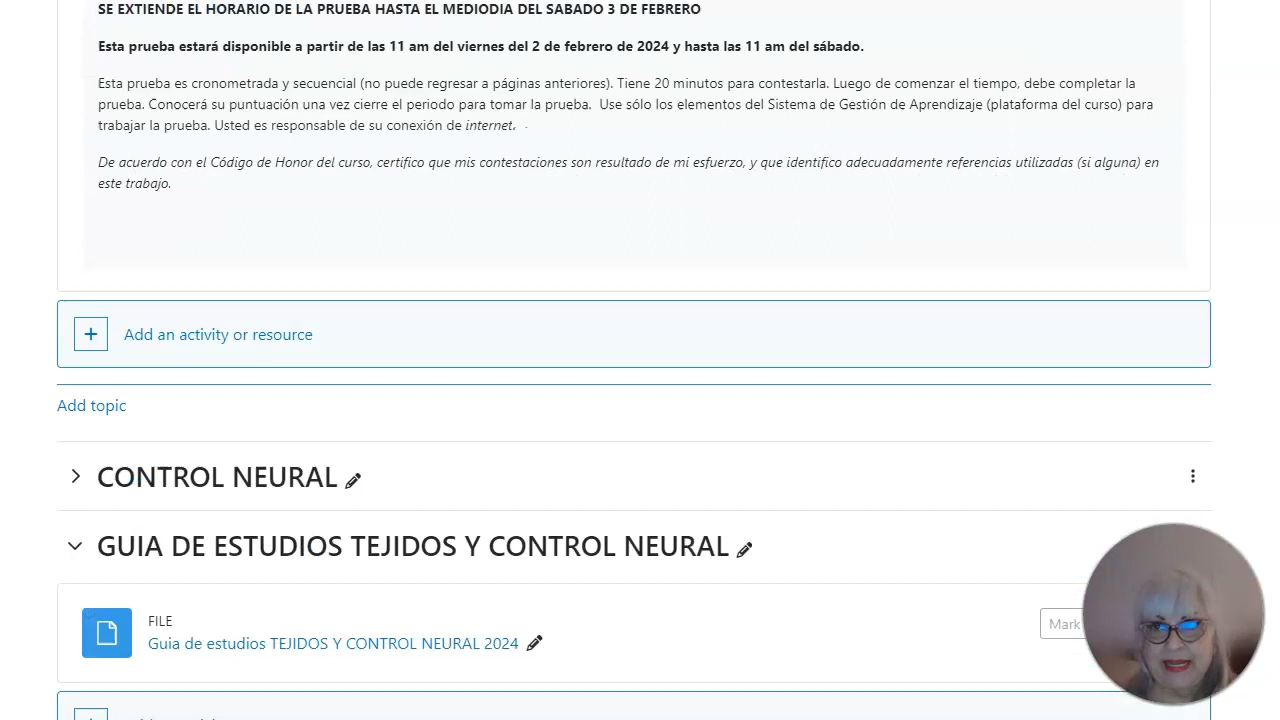 SE EXTIENDE EL HORARIO DE LA PRUEBA HASTA EL MEDIODIA DEL SABADO 3 DE FEBRERO
Esta prueba estará disponible a partir de las 11 am del viernes del 2 de febrero de 2024 y hasta las 11 am del sábado.
Esta prueba es cronometrada y secuencial (no puede regresar a páginas anteriores). Tiene 20 minutos para contestarla. Luego de comenzar el tiempo, debe completar la
prueba. Conocerá su puntuación una vez cierre el periodo para tomar la prueba. Use sólo los elementos del Sistema de Gestión de Aprendizaje (plataforma del curso) para
trabajar la prueba. Usted es responsable de su conexión de internet.
De acuerdo con el Código de Honor del curso, certifico que mis contestaciones son resultado de mi esfuerzo, y que identifico adecuadamente referencias utilizadas (si alguna) en
este trabajo.
Add an activity or resource
Add topic
CONTROL NEURAL
GUIA DE ESTUDIOS TEJIDOS Y CONTROL NEURAL
FILE
Mark
Guia de estudios TEJIDOS Y CONTROL NEURAL 2024